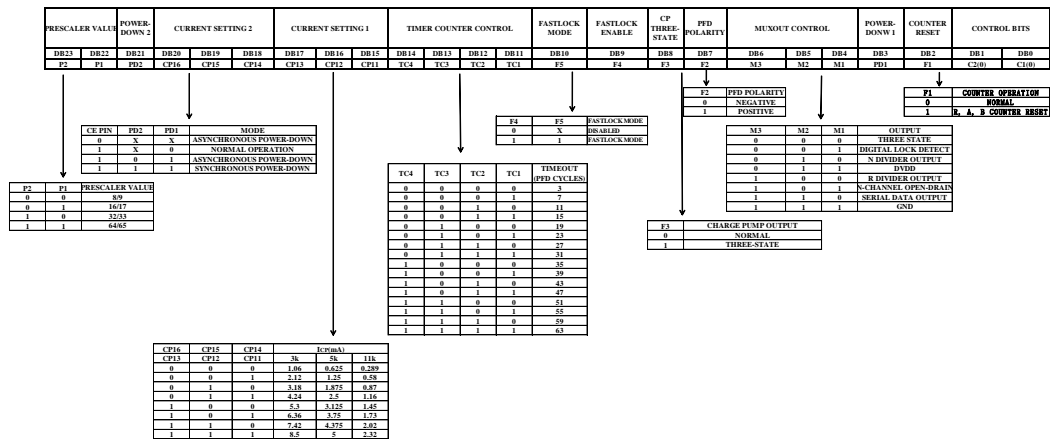 PRESCALER VALUE POWER-DOWN 2 CURRENT SETTING 2 CURRENT SETTING 1 TIMER COUNTER CONTROL FASTLOCK MODE FASTLOCK ENABLE CP THREE-STATE PFD POLARITY MUXOUT CONTROL POWER-DONW 1 COUNTER RESET CONTROL BITS
DB23 DB22 DB21 DB20 DB19 DB18 DB17 DB16 DB15 DB14 DB13 DB12 DB11 DB10 DB9 DB8 DB7 DB6 DB5 DB4 DB3 DB2 DB1 DB0
P2 P1 PD2 CP16 CP15 CP14 CP13 CP12 CP11 TC4 TC3 TC2 TC1 F5 F4 F3 F2 M3 M2 M1 PD1 F1 C2(0) C1(0)
F2 PFD POLARITY
0 NEGATIVE
1 POSITIVE
F1 COUNTER OPERATION
0 NORMAL
1 R, A, B COUNTER RESET
F4 F5 FASTLOCKMODE
0 X DISABLED
1 1 FASTLOCKMODE
CE PIN PD2 PD1 MODE
0 X X ASYNCHRONOUS POWER-DOWN
1 X 0 NORMAL OPERATION
1 0 1 ASYNCHRONOUS POWER-DOWN
1 1 1 SYNCHRONOUS POWER-DOWN
M3 M2 M1 OUTPUT
0 0 0 THREE STATE
0 0 1 DIGITAL LOCK DETECT
0 1 0 N DIVIDER OUTPUT
0 1 1 DVDD
1 0 0 R DIVIDER OUTPUT
1 0 1 N-CHANNEL OPEN-DRAIN
1 1 0 SERIAL DATA OUTPUT
1 1 1 GND
P2 P1 PRESCALER VALUE
0 0 8/9
0 1 16/17
1 0 32/33
1 1 64/65
TC4 TC3 TC2 TC1 TIMEOUT (PFD CYCLES)
0 0 0 0 3
0 0 0 1 7
0 0 1 0 11
0 0 1 1 15
0 1 0 0 19
0 1 0 1 23
0 1 1 0 27
0 1 1 1 31
1 0 0 0 35
1 0 0 1 39
1 0 1 0 43
1 0 1 1 47
1 1 0 0 51
1 1 0 1 55
1 1 1 0 59
1 1 1 1 63
F3 CHARGE PUMP OUTPUT
0 NORMAL
1 THREE-STATE
CP16 CP15 CP14 ICP(mA)
CP13 CP12 CP11 3k 5k 11k
0 0 0 1.06 0.625 0.289
0 0 1 2.12 1.25 0.58
0 1 0 3.18 1.875 0.87
0 1 1 4.24 2.5 1.16
1 0 0 5.3 3.125 1.45
1 0 1 6.36 3.75 1.73
1 1 0 7.42 4.375 2.02
1 1 1 8.5 5 2.32